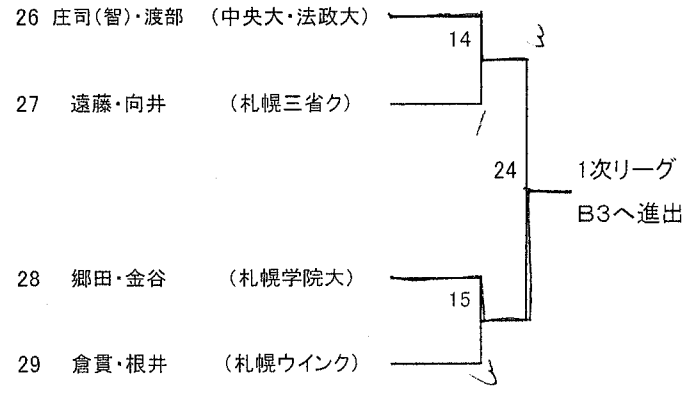 26 庄司(智)・渡部 (中央大・法政大)
14
3
27 遠藤・向井 (札幌三省ク)
1
24
1次リーグ
B3へ進出
28 郷田・金谷 (札幌学院大)
15
29 倉貫・根井 (札幌ウインク)
3